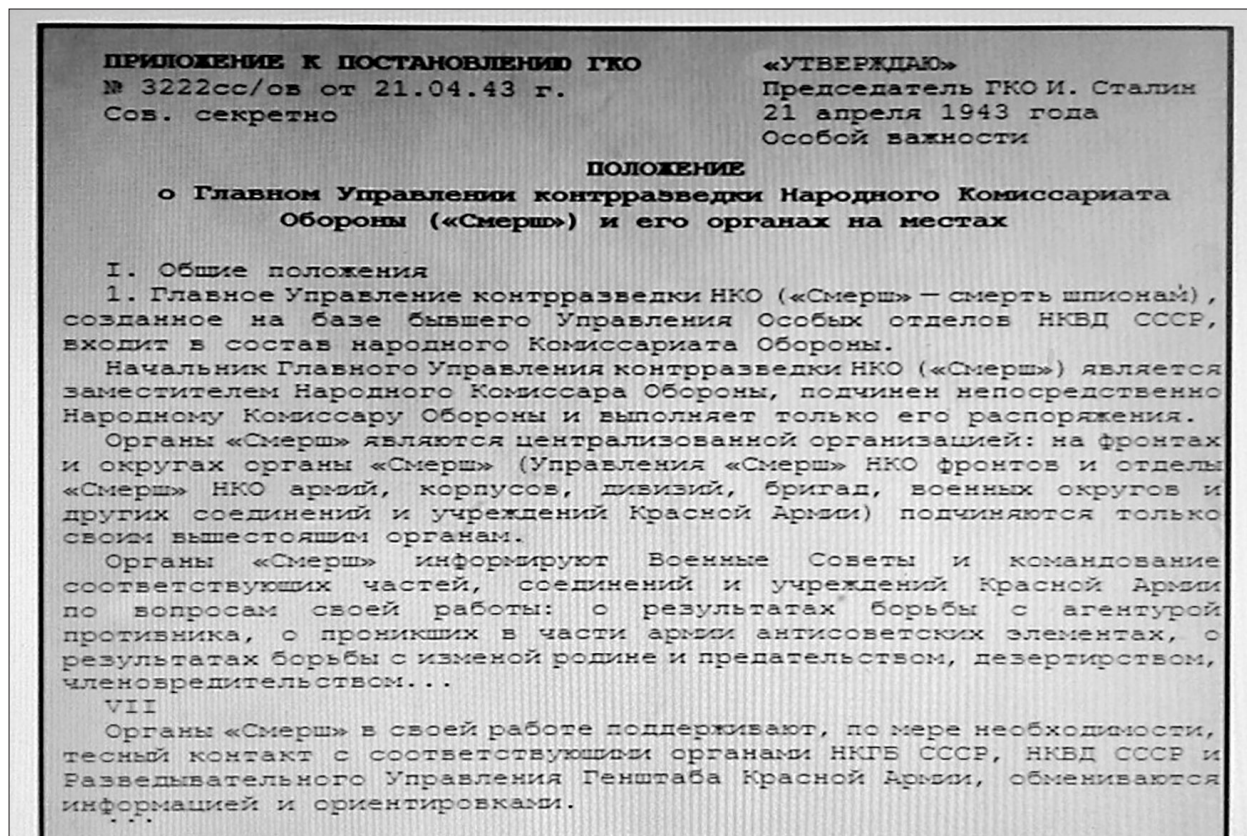 ПРИЛОЖЕНИЕ К ПОСТАНОВЛЕНИЮ ГКО
№ 3222сс/ов от 21.04.43 г.
Сов. секретно
«УТВЕРЖДАЮ»
Председатель ГКО И. Сталин
21 апреля 1943 года
Особой важности
ПОЛОЖЕНИЕ
о Главном Управлении контрразведки Народного Комиссариата
Обороны («Смерш») и его органах на местах
I. Общие положения
1. Главное Управление контрразведки НКО («Смерш» — смерть шпионам),
созданное на базе бывшего Управления Особых отделов НКВД СССР,
входит в состав народного Комиссариата Обороны.
Начальник Главного Управления контрразведки НКО («Смерш») является
заместителем Народного Комиссара Обороны, подчинен непосредственно
Народному Комиссару Обороны и выполняет только его распоряжения.
Органы «Смерш» являются централизованной организацией: на фронтах
и округах органы «Смерш» (Управления «Смерш» НКО фронтов и отделы
«Смерш» НКО армий, корпусов, дивизий, бригад, военных округов и
других соединений и учреждений Красной Армии) подчиняются только
своим вышестоящим органам.
Органы «Смерш» информируют Военные Советы и командование
соответствующих частей, соединений и учреждений Красной Армии
по вопросам своей работы: о результатах борьбы с агентурой
противника, о проникших в части армии антисоветских элементах, о
результатах борьбы с изменой родине и предательством, дезертирством,
членовредительством...
VII
Органы «Смерш» в своей работе поддерживают, по мере необходимости,
тесный контакт с соответствующими органами НКГБ СССР, НКВД СССР и
Разведывательного Управления Генштаба Красной Армии, обмениваются
информацией и ориентировками.
...